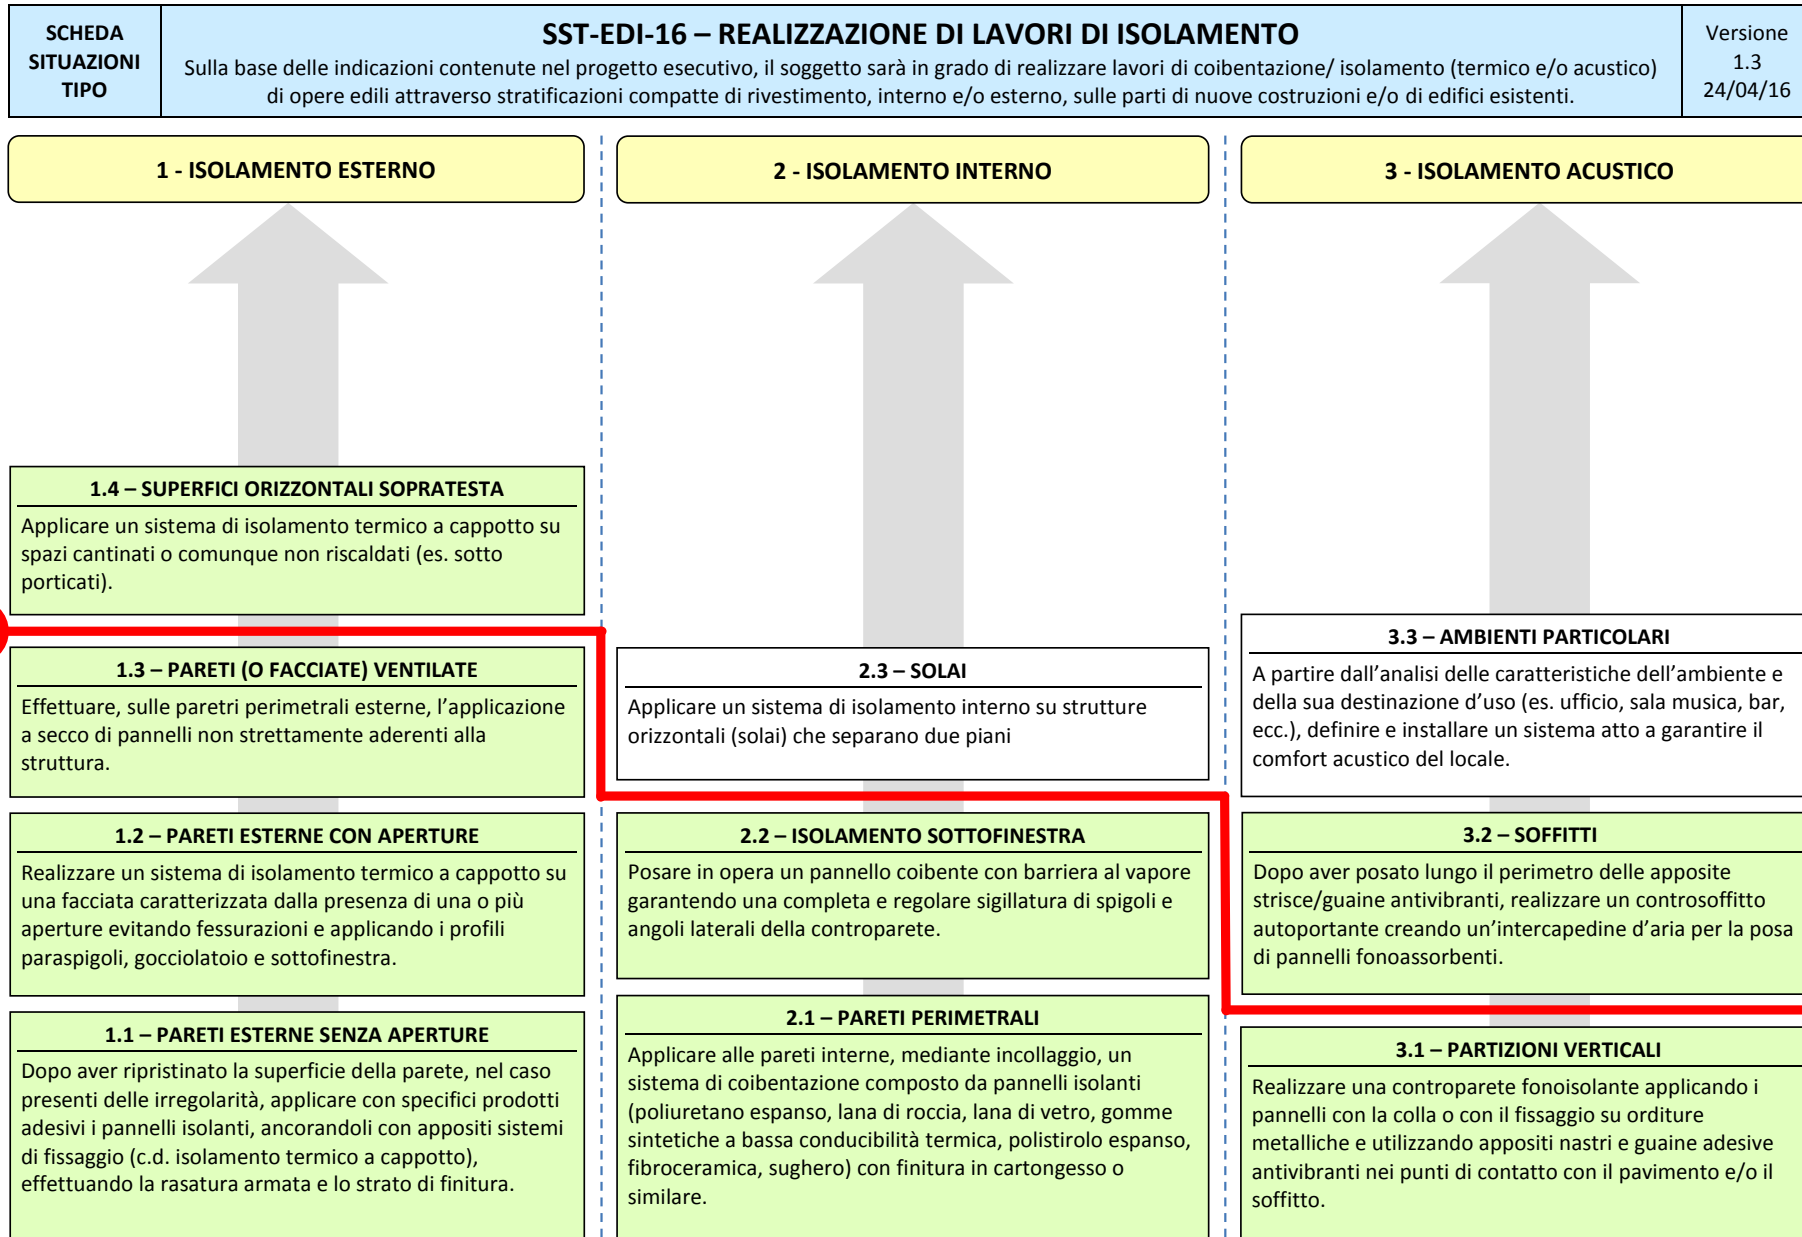 SCHEDA
SITUAZIONI
TIPO
SST-EDI-16 – REALIZZAZIONE DI LAVORI DI ISOLAMENTO
Sulla base delle indicazioni contenute nel progetto esecutivo, il soggetto sarà in grado di realizzare lavori di coibentazione/ isolamento (termico e/o acustico)
di opere edili attraverso stratificazioni compatte di rivestimento, interno e/o esterno, sulle parti di nuove costruzioni e/o di edifici esistenti.
Versione
1.3
24/04/16
1 - ISOLAMENTO ESTERNO
1.4 – SUPERFICI ORIZZONTALI SOPRATESTA
Applicare un sistema di isolamento termico a cappotto su
spazi cantinati o comunque non riscaldati (es. sotto
porticati).
1.3 – PARETI (O FACCIATE) VENTILATE
Effettuare, sulle paretri perimetrali esterne, l'applicazione
a secco di pannelli non strettamente aderenti alla
struttura.
1.2 – PARETI ESTERNE CON APERTURE
Realizzare un sistema di isolamento termico a cappotto su
una facciata caratterizzata dalla presenza di una o più
aperture evitando fessurazioni e applicando i profili
paraspigoli, gocciolatoio e sottofinestra.
1.1 – PARETI ESTERNE SENZA APERTURE
Dopo aver ripristinato la superficie della parete, nel caso
presenti delle irregolarità, applicare con specifici prodotti
adesivi i pannelli isolanti, ancorandoli con appositi sistemi
di fissaggio (c.d. isolamento termico a cappotto),
effettuando la rasatura armata e lo strato di finitura.
2 - ISOLAMENTO INTERNO
2.3 – SOLAI
Applicare un sistema di isolamento interno su strutture
orizzontali (solai) che separano due piani
2.2 – ISOLAMENTO SOTTOFINESTRA
Posare in opera un pannello coibente con barriera al vapore
garantendo una completa e regolare sigillatura di spigoli e
angoli laterali della controparete.
2.1 – PARETI PERIMETRALI
Applicare alle pareti interne, mediante incollaggio, un
sistema di coibentazione composto da pannelli isolanti
(poliuretano espanso, lana di roccia, lana di vetro, gomme
sintetiche a bassa conducibilità termica, polistirolo espanso,
fibroceramica, sughero) con finitura in cartongesso o
similare.
3 - ISOLAMENTO ACUSTICO
3.3 – AMBIENTI PARTICOLARI
A partire dall'analisi delle caratteristiche dell'ambiente e
della sua destinazione d'uso (es. ufficio, sala musica, bar,
ecc.), definire e installare un sistema atto a garantire il
comfort acustico del locale.
3.2 – SOFFITTI
Dopo aver posato lungo il perimetro delle apposite
strisce/guaine antivibranti, realizzare un controsoffitto
autoportante creando un'intercapedine d'aria per la posa
di pannelli fonoassorbenti.
3.1 – PARTIZIONI VERTICALI
Realizzare una controparete fonoisolante applicando i
pannelli con la colla o con il fissaggio su orditure
metalliche e utilizzando appositi nastri e guaine adesive
antivibranti nei punti di contatto con il pavimento e/o il
soffitto.